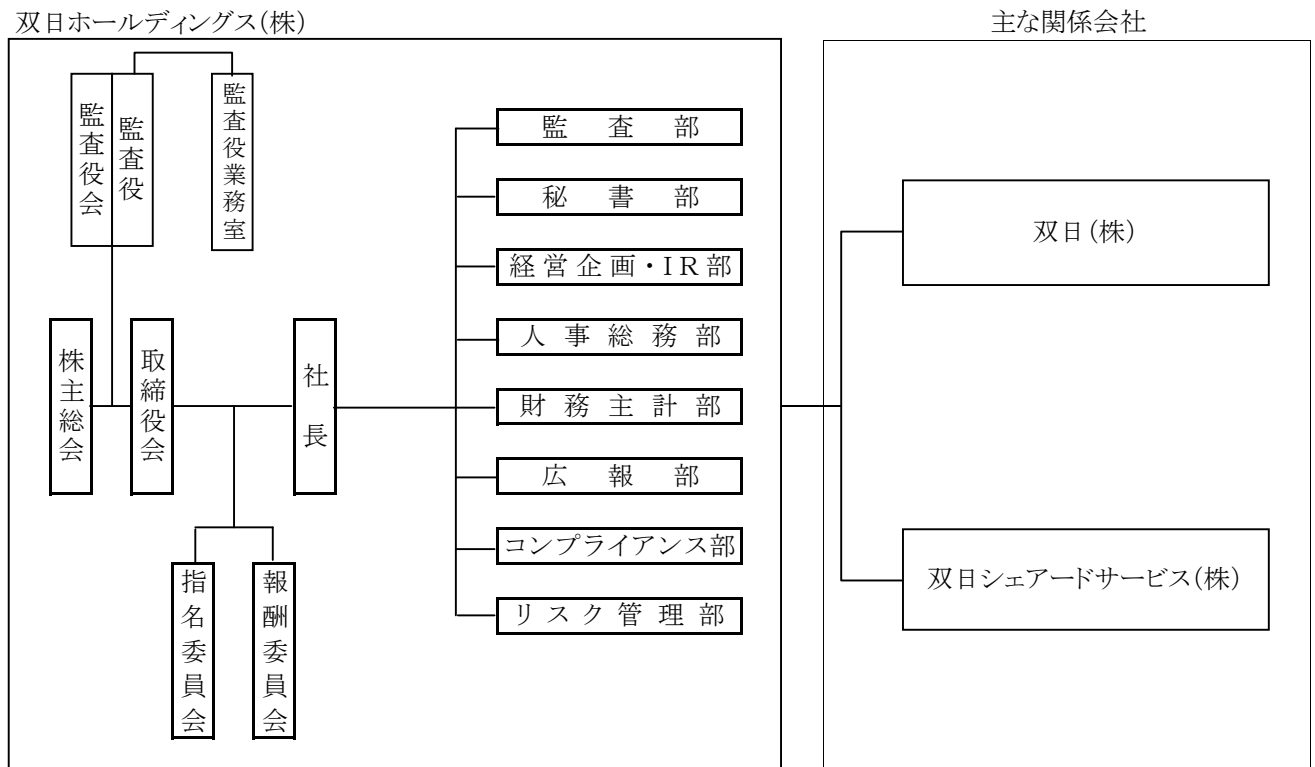 双日ホールディングス(株)
主な関係会社
監査役会
監査役
監査役業務室
株主総会
取締役会
社長
指名委員会
報酬委員会
監査部
秘書部
経営企画・IR部
人事総務部
財務主計部
広報部
コンプライアンス部
リスク管理部
双日(株)
双日シェアードサービス(株)